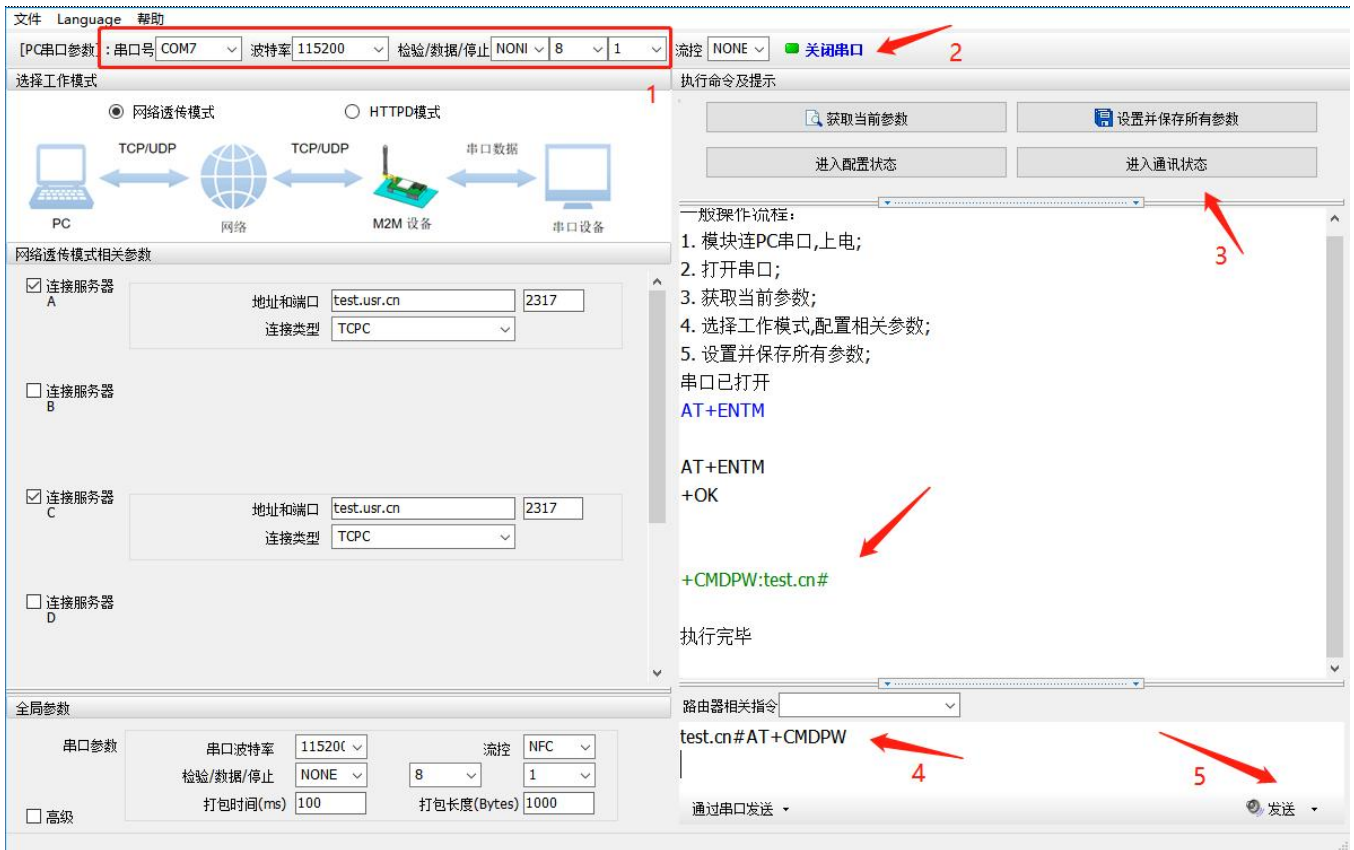 文件 Language 帮助
[PC串口参数]:串口号 COM7 波特率 115200 检验/数据/停止 NONI 8 1 流控 NONE 关闭串口 2
选择工作模式
1
网络透传模式 HTTPD模式
TCP/UDP TCP/UDP 串口数据
PC 网络 M2M 设备 串口设备
网络透传模式相关参数
连接服务器
A
地址和端口 test.usr.cn 2317
连接类型 TCPC
连接服务器
B
连接服务器
C
地址和端口 test.usr.cn 2317
连接类型 TCPC
连接服务器
D
全局参数
串口参数 串口波特率 115200 流控 NFC
检验/数据/停止 NONE 8 1
打包时间(ms) 100 打包长度(Bytes) 1000
高级
执行命令及提示
获取当前参数 设置并保存所有参数
进入配置状态 进入通讯状态
3
一般操作流程:
1. 模块连PC串口,上电;
2. 打开串口;
3. 获取当前参数;
4. 选择工作模式,配置相关参数;
5. 设置并保存所有参数;
串口已打开
AT+ENTM
AT+ENTM
+OK
+CMDPW:test.cn#
执行完毕
路由器相关指令
test.cn#AT+CMDPW
4
5
通过串口发送 发送